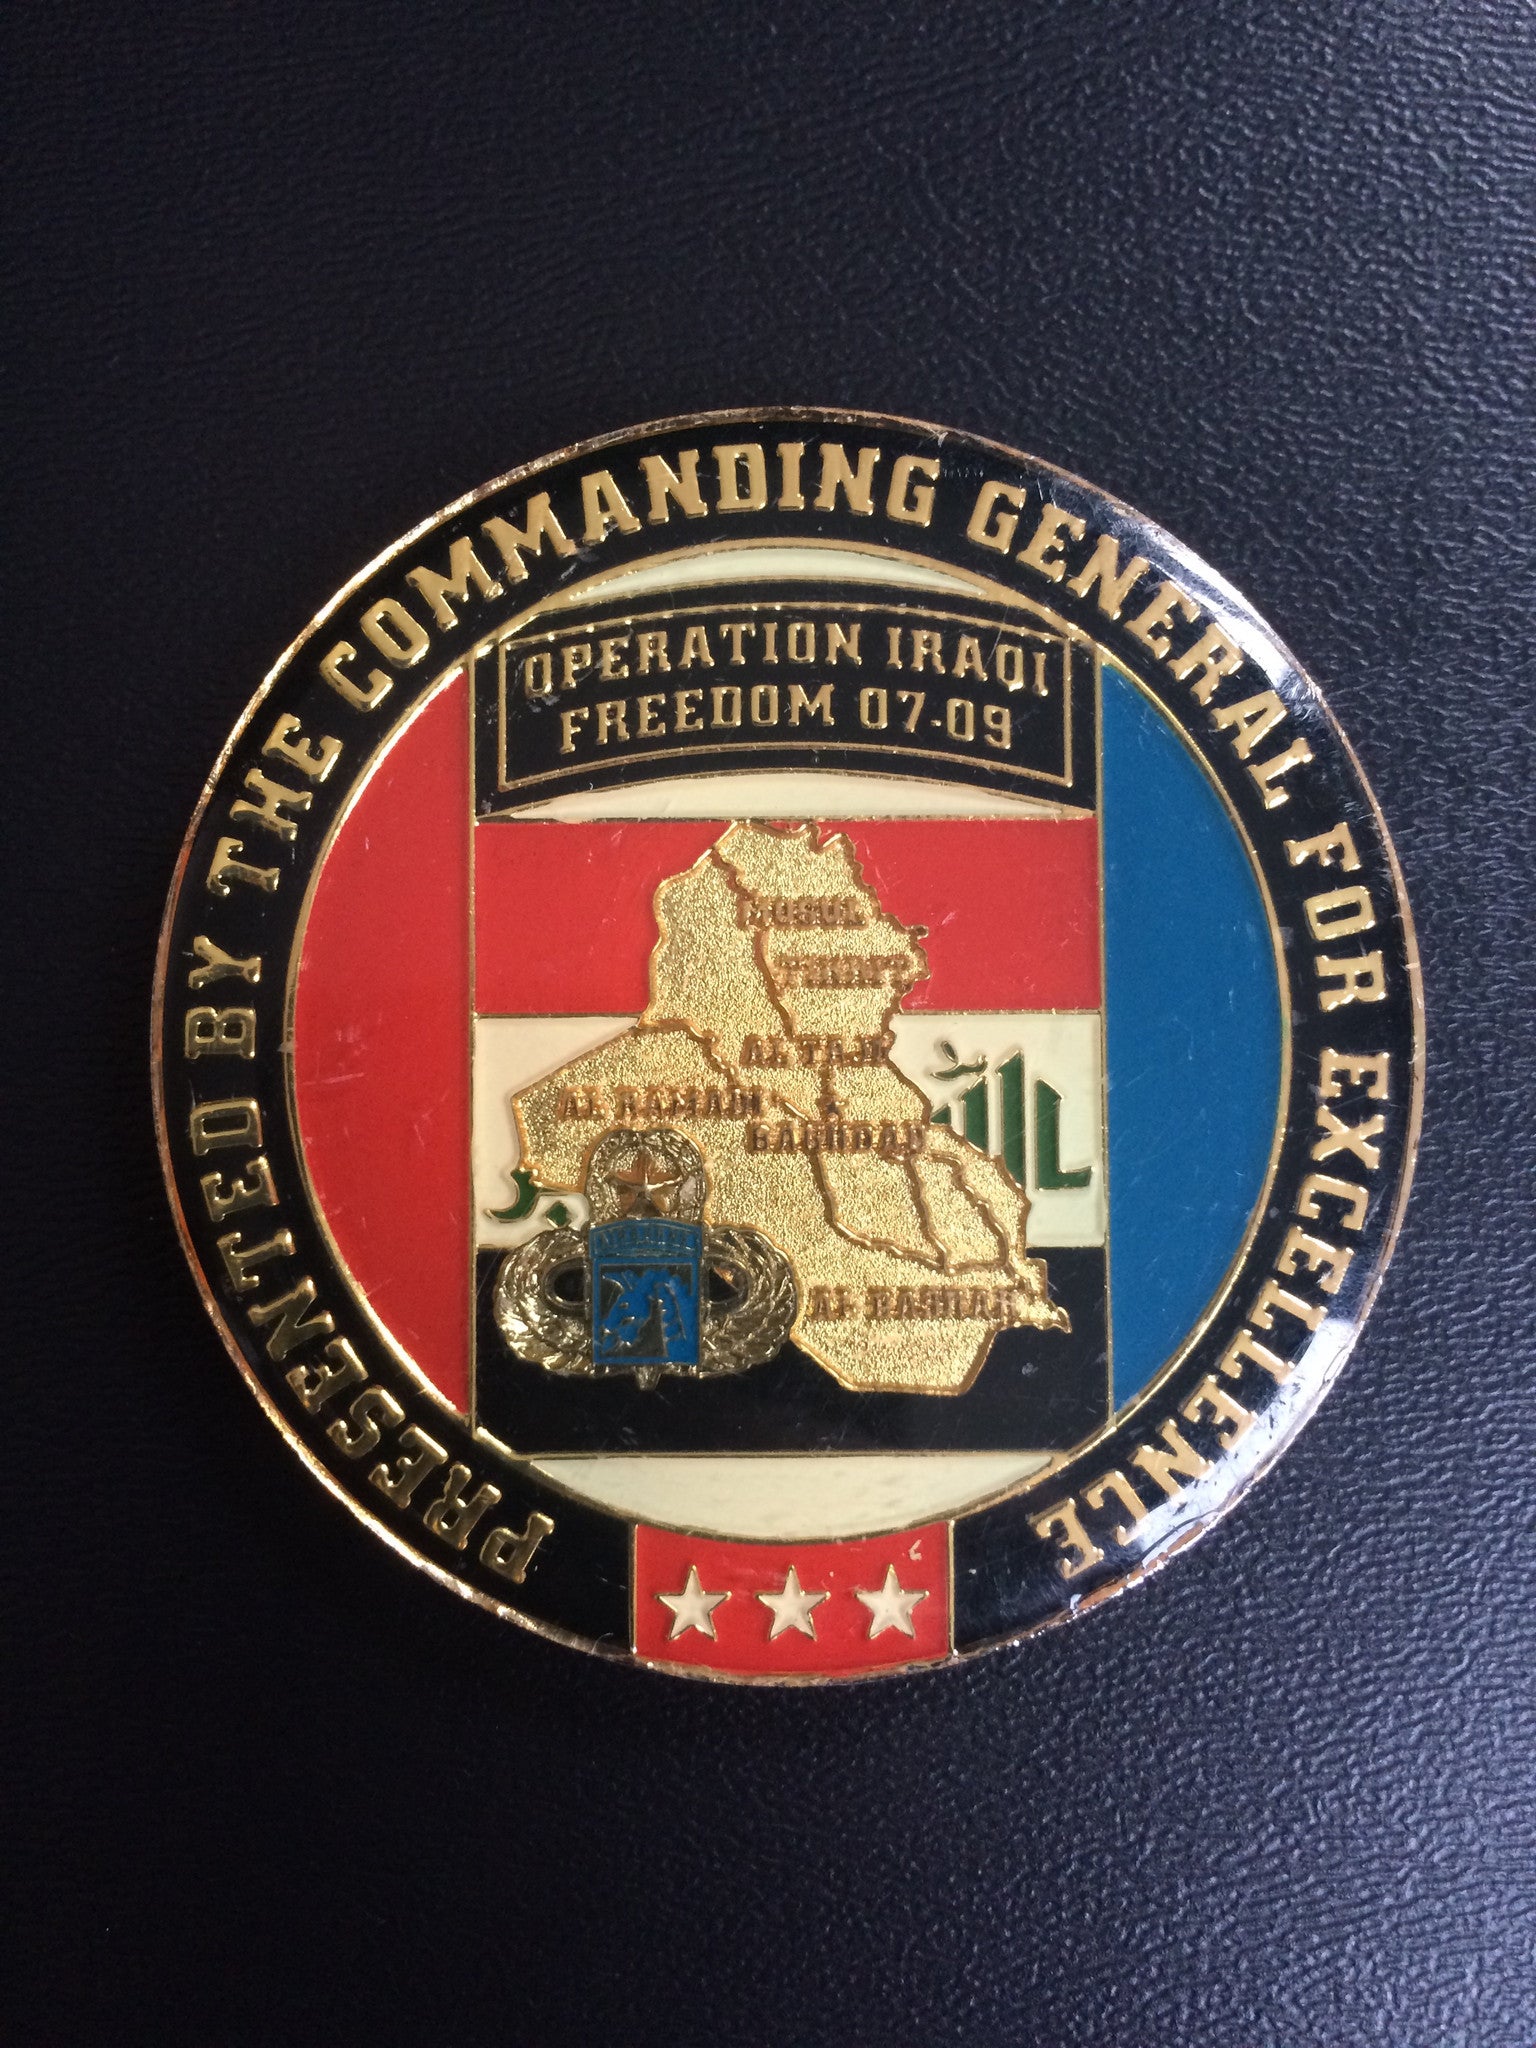 PRESENTED BY THE COMMANDING GENERAL FOR EXCELLENCE
OPERATION IRAQI
FREEDOM 07-09
MOSUL
TIKRIT
AL TAJI
AL RAMADI
BAGHDAD
AIRBORNE
AL BASRAH